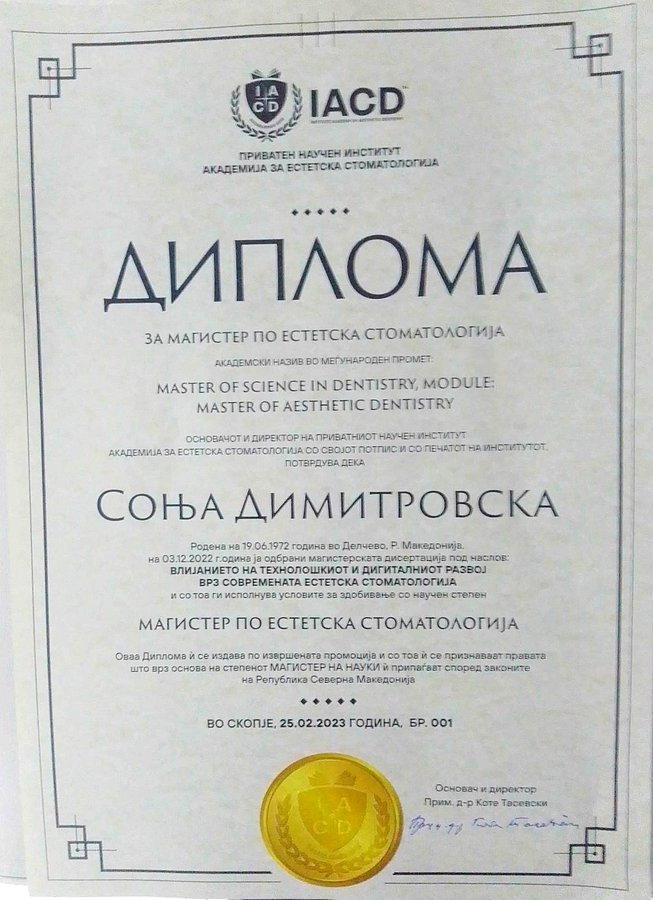 IACD
ПРИВАТЕН НАУЧЕН ИНСТИТУТ
АКАДЕМИЈА ЗА ЕСТЕТСКА СТОМАТОЛОГИЈА
ДИПЛОМА
ЗА МАГИСТЕР ПО ЕСТЕТСКА СТОМАТОЛОГИЈА
АКАДЕМСКИ НАЗИВ ВО МЕЃУНАРОДЕН ПРОМЕТ:
MASTER OF SCIENCE IN DENTISTRY, MODULE:
MASTER OF AESTHETIC DENTISTRY
ОСНОВАЧОТ И ДИРЕКТОР НА ПРИВАТНИОТ НАУЧЕН ИНСТИТУТ
АКАДЕМИЈА ЗА ЕСТЕТСКА СТОМАТОЛОГИЈА СО СВОЈОТ ПОТПИС И СО ПЕЧАТОТ НА ИНСТИТУТОТ,
ПОТВРДУВА ДЕКА
СОЊА ДИМИТРОВСКА
Родена на 19.06.1972 година во Делчево, Р. Македонија,
на 03.12.2022 година ја одбрани магистерската дисертација под наслов:
ВЛИЈАНИЕТО НА ТЕХНОЛОШКИОТ И ДИГИТАЛНИОТ РАЗВОЈ
ВРЗ СОВРЕМЕНАТА ЕСТЕТСКА СТОМАТОЛОГИЈА
и со тоа ги исполнува условите за здобивање со научен степен
МАГИСТЕР ПО ЕСТЕТСКА СТОМАТОЛОГИЈА
Оваа Диплома ѝ се издава по извршената промоција и со тоа ѝ се признаваат правата
што врз основа на степенот МАГИСТЕР НА НАУКИ ѝ припаѓаат според законите
на Република Северна Македонија
ВО СКОПЈЕ, 25.02.2023 ГОДИНА, БР. 001
IACD
Основач и директор
Прим. д-р Коте Тасевски